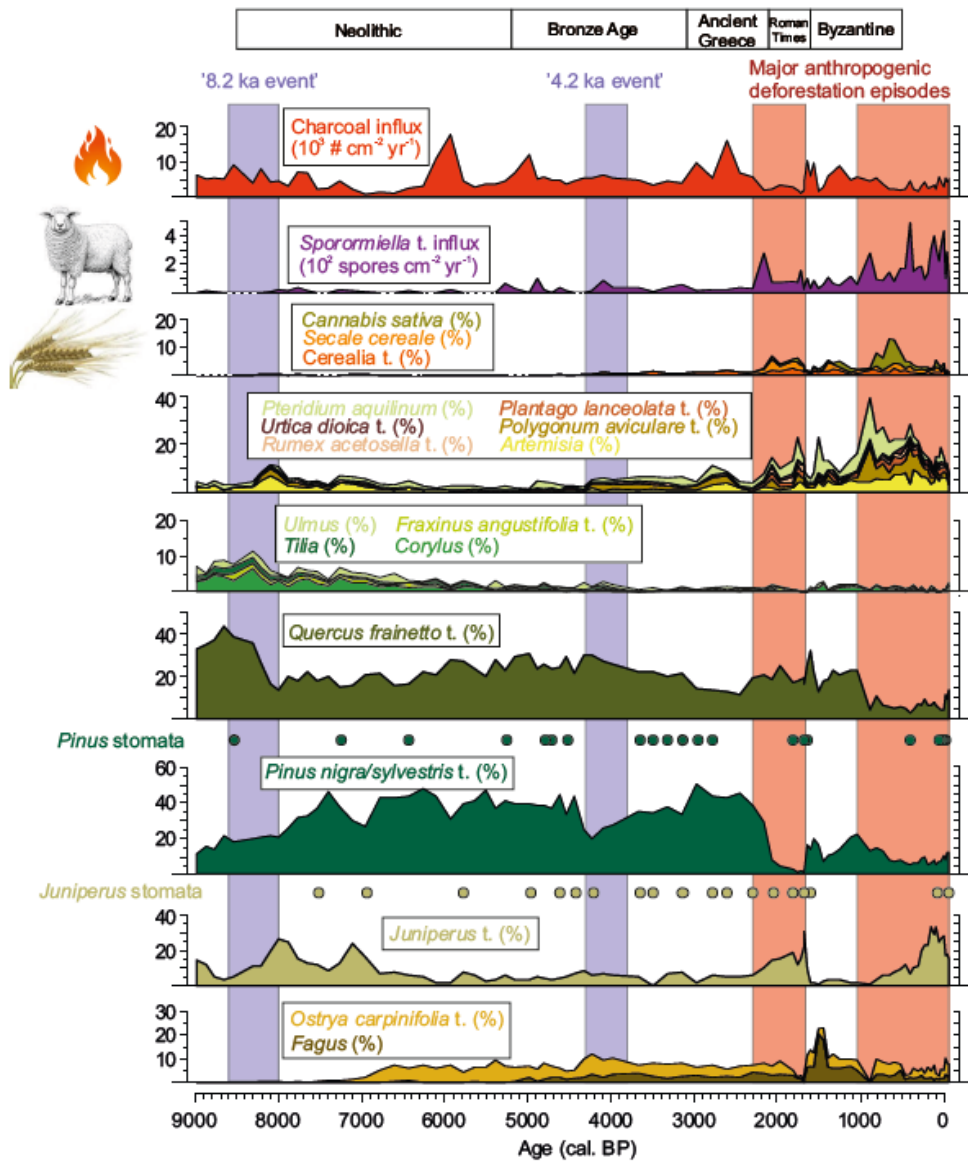 Neolithic
Bronze Age
Ancient
Greece
Roman
Times
Byzantine
'8.2 ka event'
'4.2 ka event'
Major anthropogenic
deforestation episodes
20
10
Charcoal influx
(10³ # cm⁻² yr⁻¹)
4
2
Sporormiella t. influx
(10² spores cm⁻² yr⁻¹)
20
10
0
Cannabis sativa (%)
Secale cereale (%)
Cerealia t. (%)
40
20
Pteridium aquilinum (%) Plantago lanceolata t. (%)
Urtica dioica t. (%) Polygonum aviculare t. (%)
Rumex acetosella t. (%) Artemisia (%)
20
10
0
Ulmus (%) Fraxinus angustifolia t. (%)
Tilia (%) Corylus (%)
40
20
Quercus frainetto t. (%)
Pinus stomata
60
40
20
Pinus nigra/sylvestris t. (%)
Juniperus stomata
40
20
Juniperus t. (%)
30
20
10
Ostrya carpinifolia t. (%)
Fagus (%)
9000 8000 7000 6000 5000 4000 3000 2000 1000 0
Age (cal. BP)